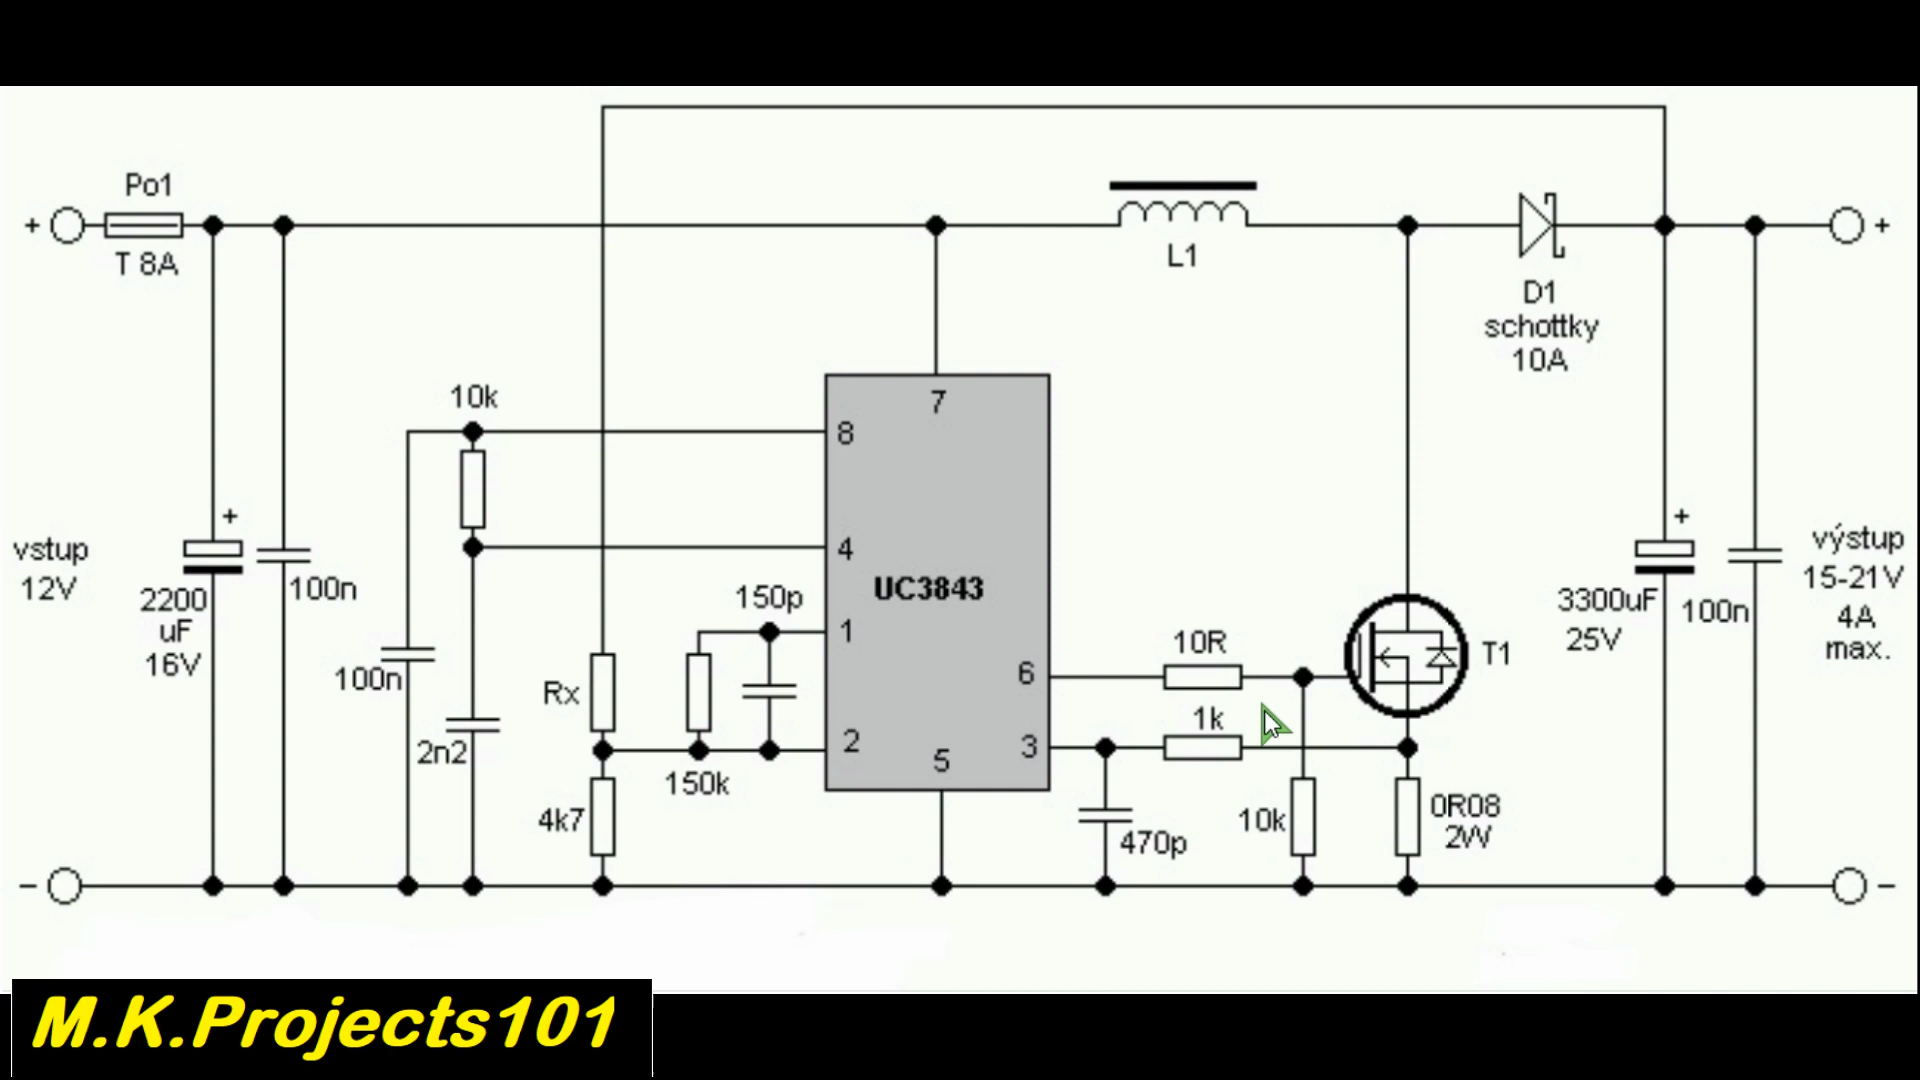 Po1
T 8A
+
+
L1
D1
schottky
10A
7
10k
8
4
UC3843
150p
1
2
5
6
3
150k
+
2200
uF
16V
100n
vstup
12V
100n
2n2
Rx
4k7
10R
1k
T1
470p
10k
0R08
2W
+
3300uF
25V
100n
výstup
15-21V
4A
max.
-
-
M.K.Projects101